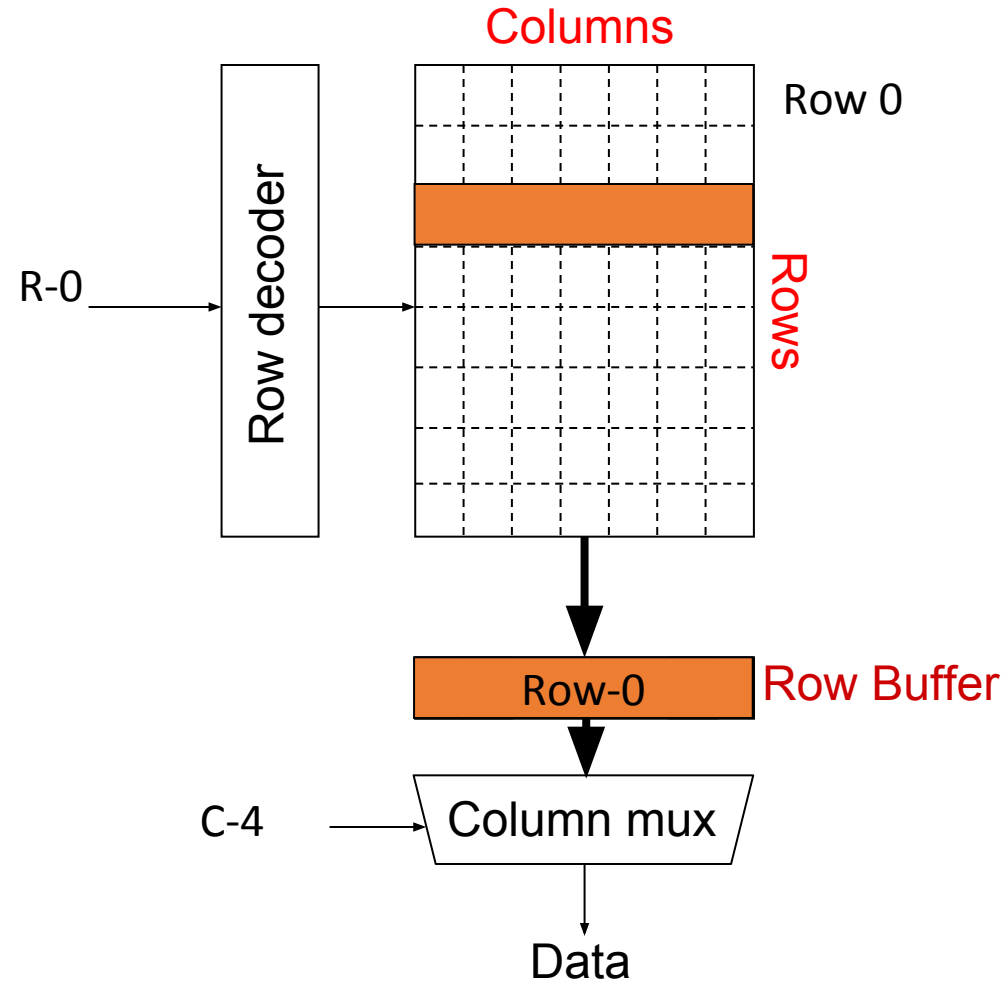 Columns
Row 0
Row decoder
Rows
R-0
Row-0
Row Buffer
C-4
Column mux
Data